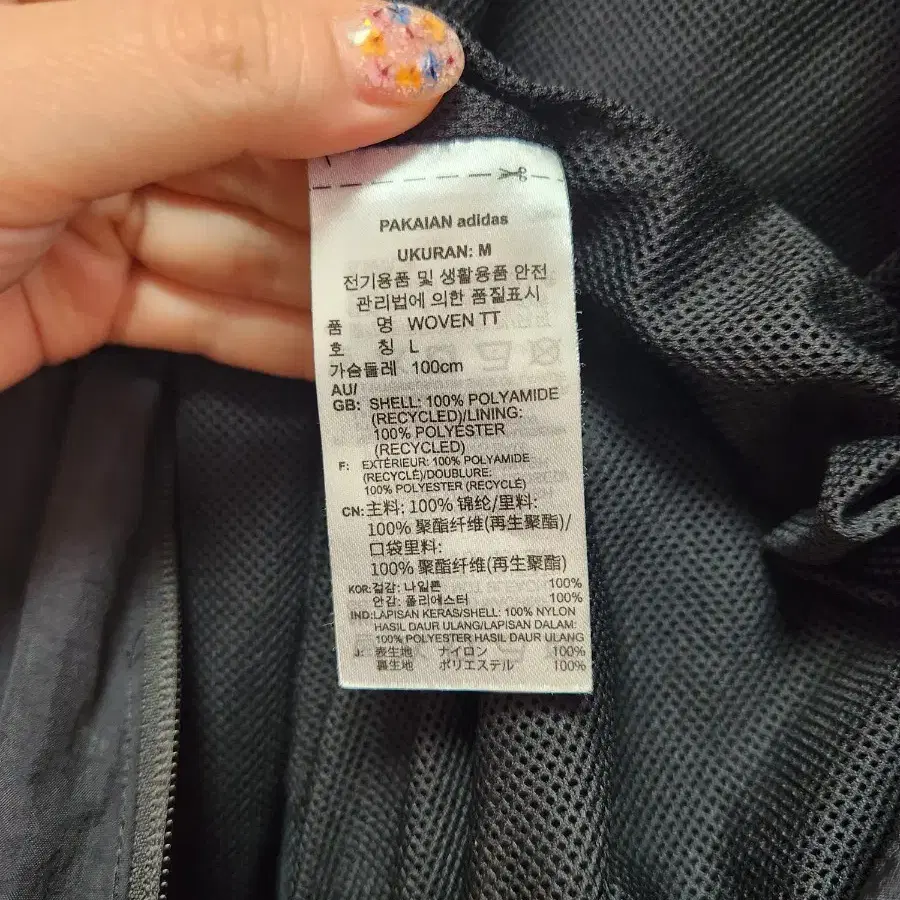 PAKAIAN adidas
UKURAN: M
전기용품 및 생활용품 안전
관리법에 의한 품질표시
품 명 WOVEN TT
호 칭 L
가슴둘레 100cm
AU/
GB: SHELL: 100% POLYAMIDE
(RECYCLED)/LINING:
100% POLYESTER
(RECYCLED)
F: EXTÉRIEUR: 100% POLYAMIDE
(RECYCLÉ)/DOUBLURE:
100% POLYESTER (RECYCLÉ)
CN: 主料: 100% 锦纶/里料:
100% 聚酯纤维(再生聚酯)/
口袋里料:
100% 聚酯纤维(再生聚酯)
KOR: 겉감: 나일론 100%
안감: 폴리에스터 100%
IND: LAPISAN KERAS/SHELL: 100% NYLON
HASIL DAUR ULANG/LAPISAN DALAM:
100% POLYESTER HASIL DAUR ULANG
J: 表生地 ナイロン 100%
裏生地 ポリエステル 100%